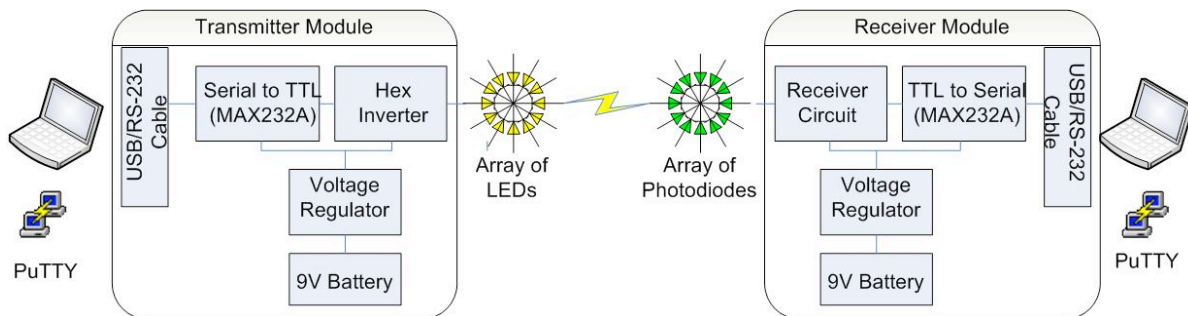 Transmitter Module
USB/RS-232
Cable
Serial to TTL
(MAX232A)
Hex
Inverter
Voltage
Regulator
9V Battery
PuTTY
Array of
LEDs
Array of
Photodiodes
Receiver Module
Receiver
Circuit
TTL to Serial
(MAX232A)
USB/RS-232
Cable
Voltage
Regulator
9V Battery
PuTTY